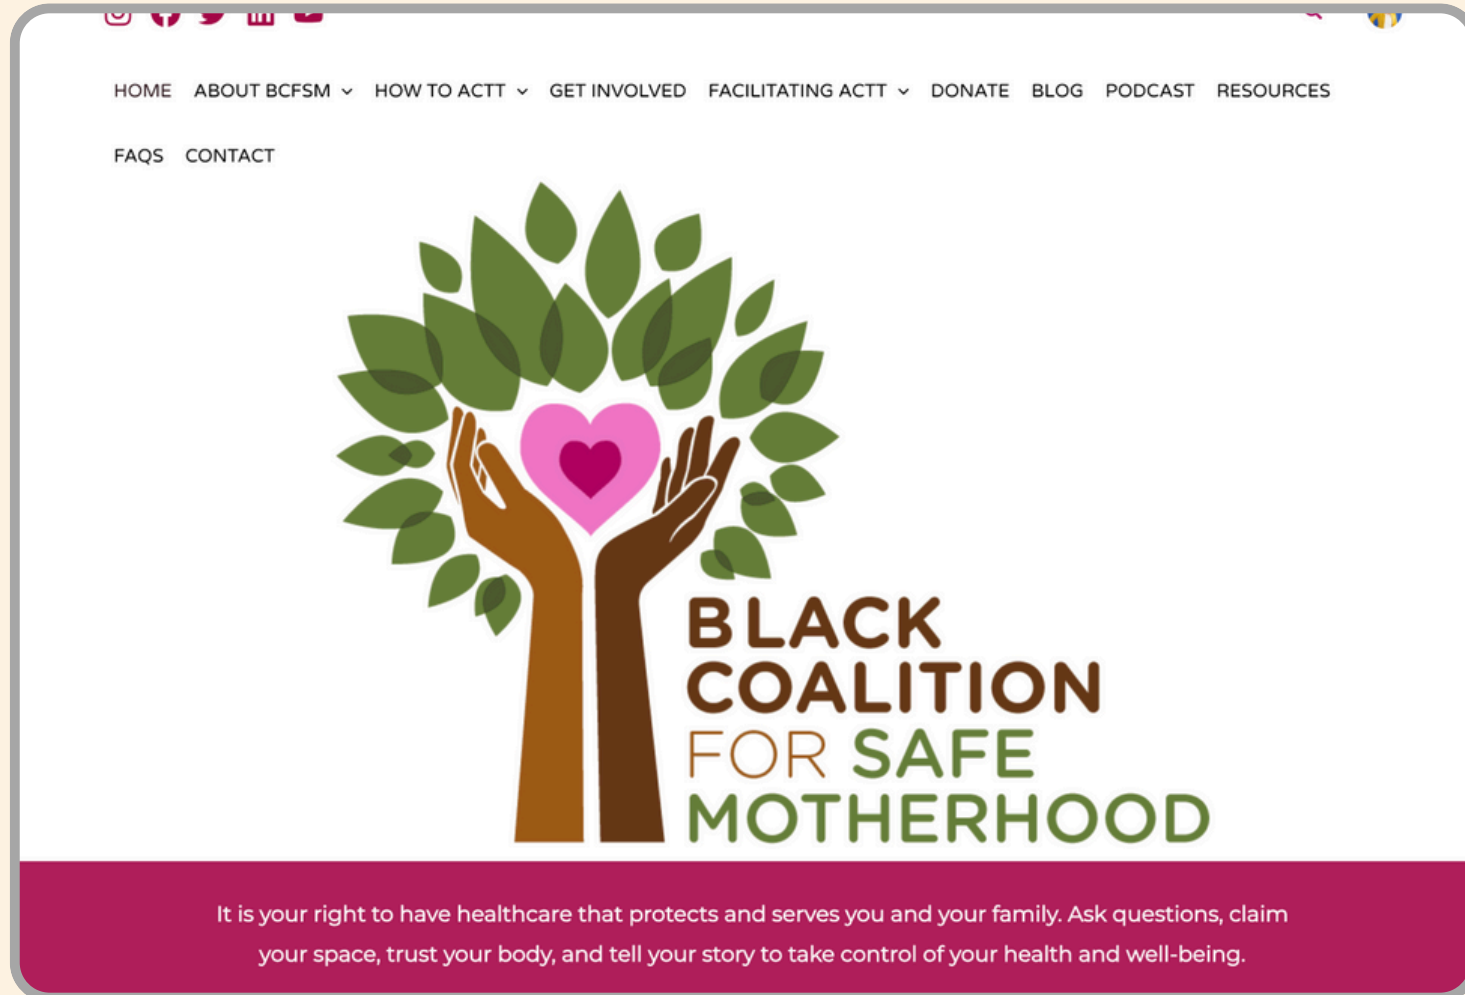 HOME ABOUT BCFSM HOW TO ACTT GET INVOLVED FACILITATING ACTT DONATE BLOG PODCAST RESOURCES
FAQS CONTACT
BLACK
COALITION
FOR SAFE
MOTHERHOOD
It is your right to have healthcare that protects and serves you and your family. Ask questions, claim
your space, trust your body, and tell your story to take control of your health and well-being.